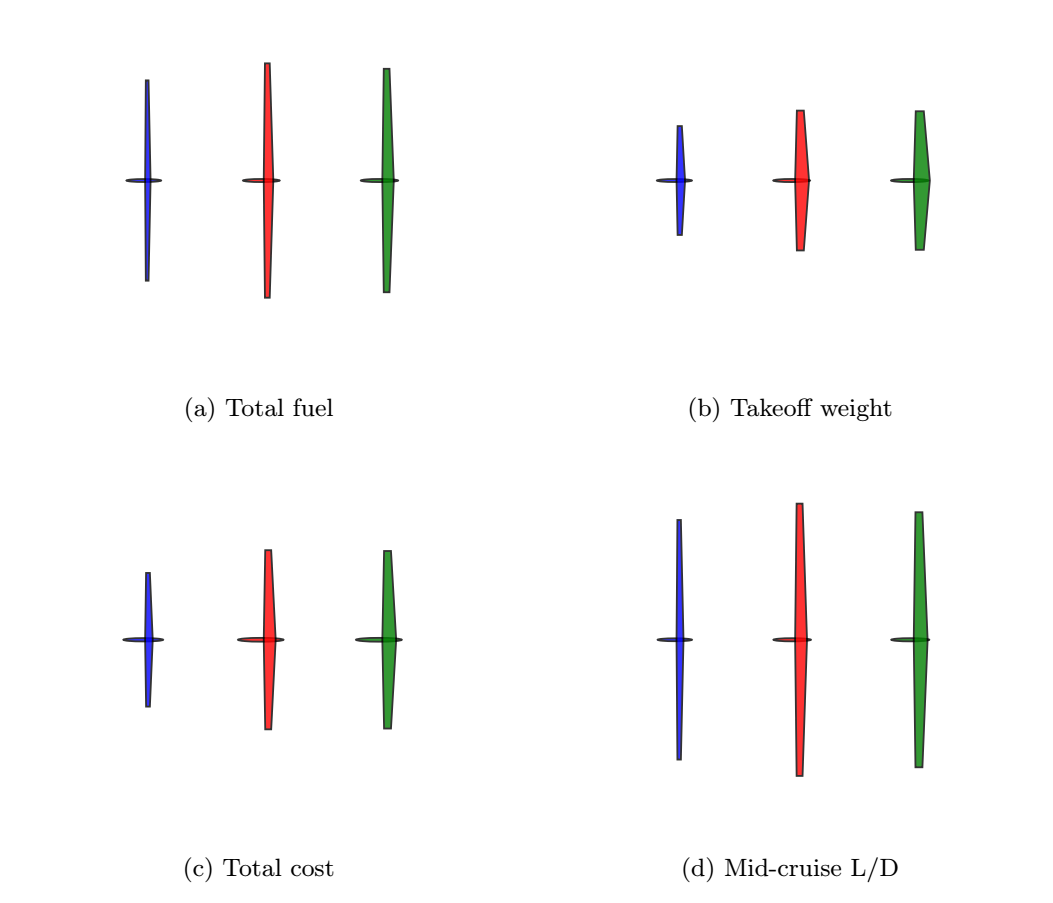 (a) Total fuel
(b) Takeoff weight
(c) Total cost
(d) Mid-cruise L/D